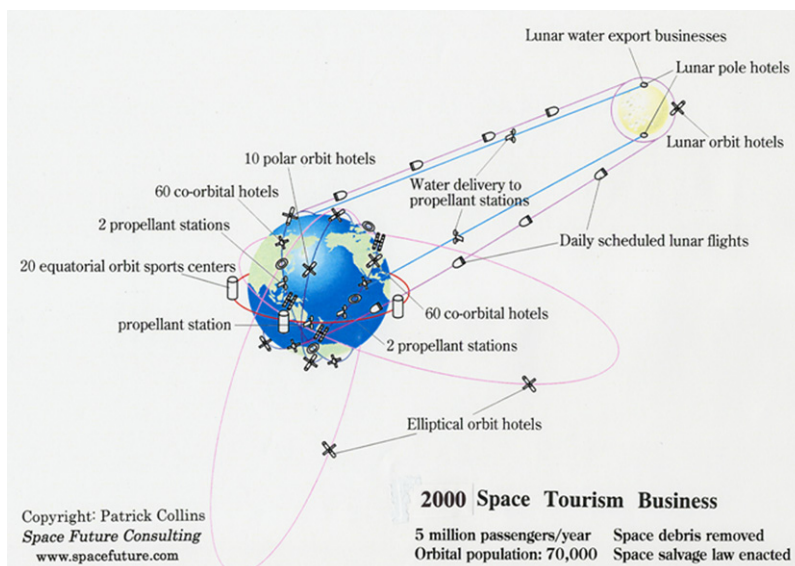 Lunar water export businesses
Lunar pole hotels
Lunar orbit hotels
10 polar orbit hotels
60 co-orbital hotels
Water delivery to
propellant stations
2 propellant stations
Daily scheduled lunar flights
20 equatorial orbit sports centers
60 co-orbital hotels
propellant station
2 propellant stations
Elliptical orbit hotels
2000 Space Tourism Business
Copyright: Patrick Collins
Space Future Consulting
www.spacefuture.com
5 million passengers/year Space debris removed
Orbital population: 70,000 Space salvage law enacted